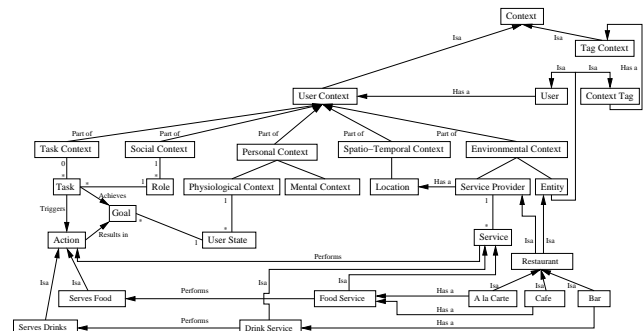 Context
Isa
Isa
Tag Context
Isa
Isa
Has a
User Context
Has a
User
Context Tag
Part of
Part of
Part of
Part of
Part of
Task Context
Social Context
Personal Context
Spatio-Temporal Context
Environmental Context
0
1
*
*
Task
*
1
Role
Physiological Context
Mental Context
Location
Has a
Service Provider
Entity
Achieves
1
1
Triggers
Goal
*
Results in
*
*
Action
1
User State
Service
Isa
Isa
Performs
Restaurant
Isa
Isa
Isa
Isa
Isa
Isa
Isa
Serves Food
Performs
Food Service
Has a
A la Carte
Cafe
Bar
Has a
Serves Drinks
Performs
Drink Service
Has a